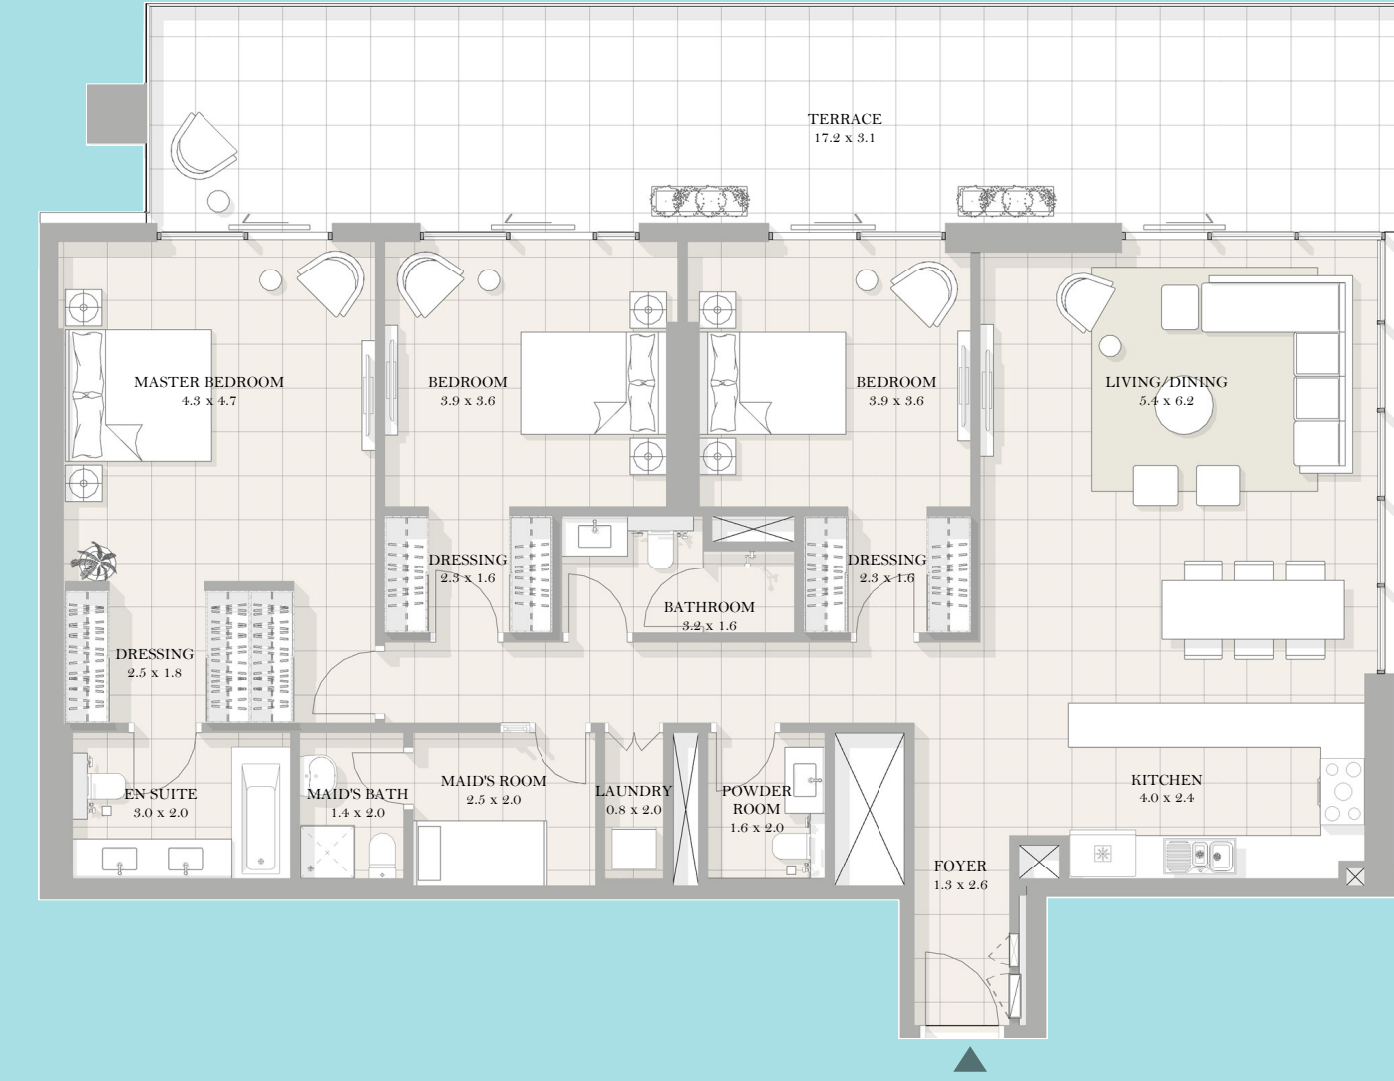 TERRACE
17.2 x 3.1
MASTER BEDROOM
4.3 x 4.7
BEDROOM
3.9 x 3.6
BEDROOM
3.9 x 3.6
LIVING/DINING
5.4 x 6.2
DRESSING
2.3 x 1.6
DRESSING
2.3 x 1.6
BATHROOM
3.2 x 1.6
DRESSING
2.5 x 1.8
EN SUITE
3.0 x 2.0
MAID'S BATH
1.4 x 2.0
MAID'S ROOM
2.5 x 2.0
LAUNDRY
0.8 x 2.0
POWDER
ROOM
1.6 x 2.0
KITCHEN
4.0 x 2.4
FOYER
1.3 x 2.6